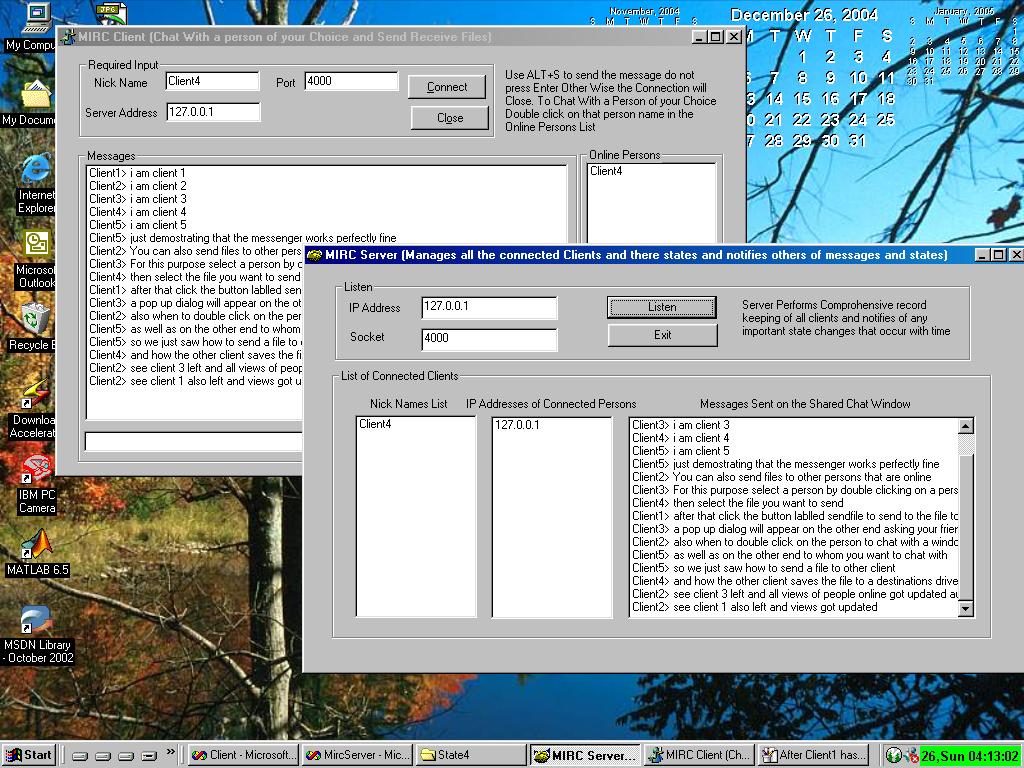 My Compu
My Docume
Internet
Explorer
Microsof
Outlook
Recycle B
Downloa
Accelerat
IBM PC
Camera
MATLAB 6.5
MSDN Library
- October 2002
November, 2004
S M T W T F S
December 26, 2004
T W T F S
1 2 3 4
7 8 9 10 11
14 15 16 17 18
21 22 23 24 25
28 29 30 31
January, 2005
S M T W T F S
1
2 3 4 5 6 7 8
9 10 11 12 13 14 15
16 17 18 19 20 21 22
23 24 25 26 27 28 29
30 31
MIRC Client (Chat With a person of your Choice and Send Receive Files)
Required Input
Nick Name Client4 Port 4000 Connect
Server Address 127.0.0.1 Close
Use ALT+S to send the message do not
press Enter Other Wise the Connection will
Close. To Chat With a Person of your Choice
Double click on that person name in the
Online Persons List
Messages
Client1> i am client 1
Client2> i am client 2
Client3> i am client 3
Client4> i am client 4
Client5> i am client 5
Client5> just demostrating that the messenger works perfectly fine
Client2> You can also send files to other pers
Client3> For this purpose select a person by c
Client4> then select the file you want to send
Client1> after that click the button lablled sen
Client3> a pop up dialog will appear on the ot
Client2> also when to double click on the per
Client5> as well as on the other end to whom
Client5> so we just saw how to send a file to
Client4> and how the other client saves the fi
Client2> see client 3 left and all views of peop
Client2> see client 1 also left and views got u
Online Persons
Client4
MIRC Server (Manages all the connected Clients and there states and notifies others of messages and states)
Listen
IP Address 127.0.0.1 Listen
Socket 4000 Exit
Server Performs Comprehensive record
keeping of all clients and notifies of any
important state changes that occur with time
List of Connected Clients
Nick Names List IP Addresses of Connected Persons Messages Sent on the Shared Chat Window
Client4
127.0.0.1
Client3> i am client 3
Client4> i am client 4
Client5> i am client 5
Client5> just demostrating that the messenger works perfectly fine
Client2> You can also send files to other persons that are online
Client3> For this purpose select a person by double clicking on a pers
Client4> then select the file you want to send
Client1> after that click the button lablled sendfile to send to the file to
Client3> a pop up dialog will appear on the other end asking your frier
Client2> also when to double click on the person to chat with a windc
Client5> as well as on the other end to whom you want to chat with
Client5> so we just saw how to send a file to other client
Client4> and how the other client saves the file to a destinations drive
Client2> see client 3 left and all views of people online got updated au
Client2> see client 1 also left and views got updated
Start
Client - Microsoft...
MircServer - Mic...
State4
MIRC Server...
MIRC Client (Ch...
After Client1 has...
26,Sun 04:13:02